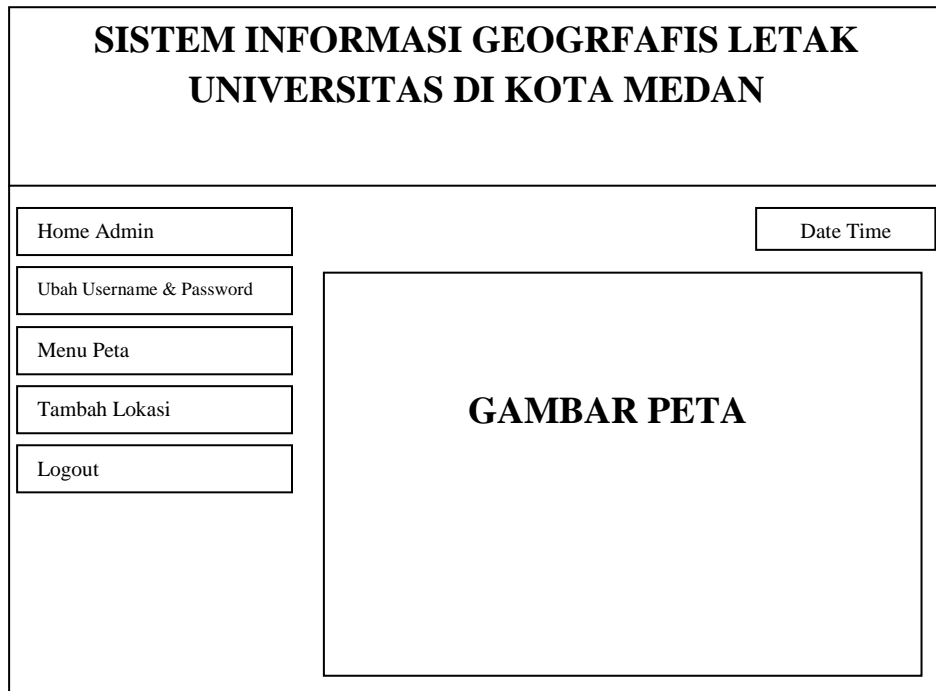 SISTEM INFORMASI GEOGRFAFIS LETAK
UNIVERSITAS DI KOTA MEDAN
Home Admin
Date Time
Ubah Username & Password
Menu Peta
Tambah Lokasi
GAMBAR PETA
Logout